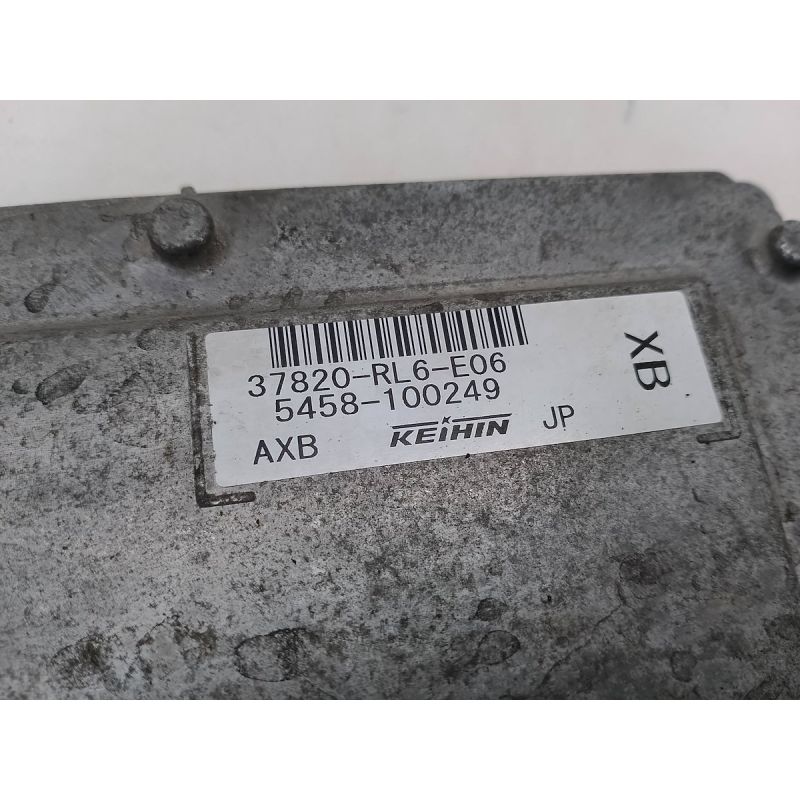 37820-RL6-E06
5458-100249
AXB KEIHIN JP
XB